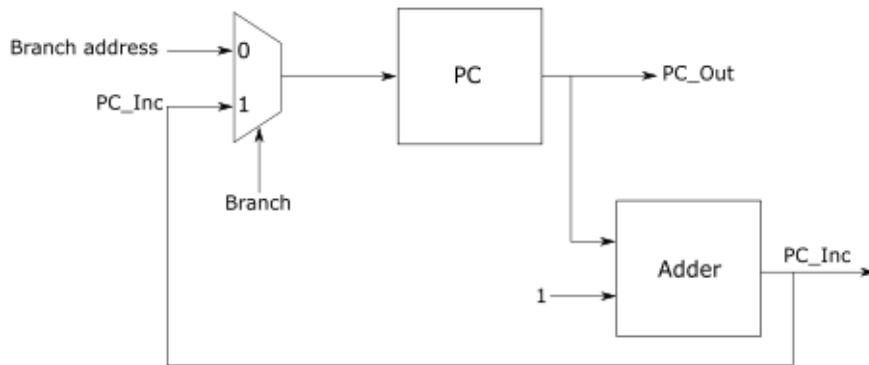 Branch address
0
PC
PC_Out
PC_Inc
1
Branch
PC_Inc
Adder
1